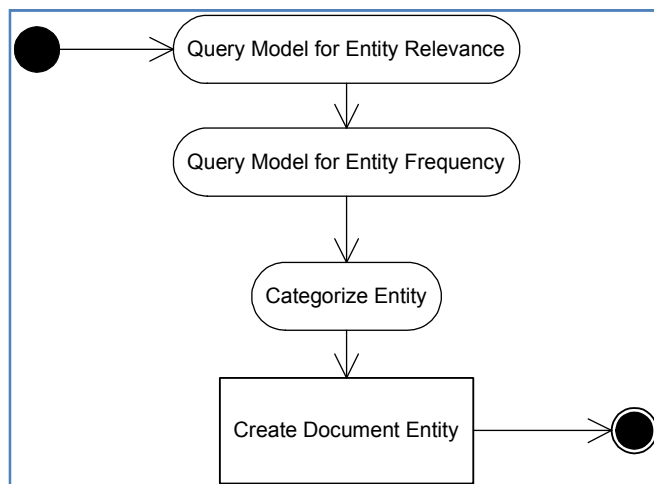 Query Model for Entity Relevance
Query Model for Entity Frequency
Categorize Entity
Create Document Entity